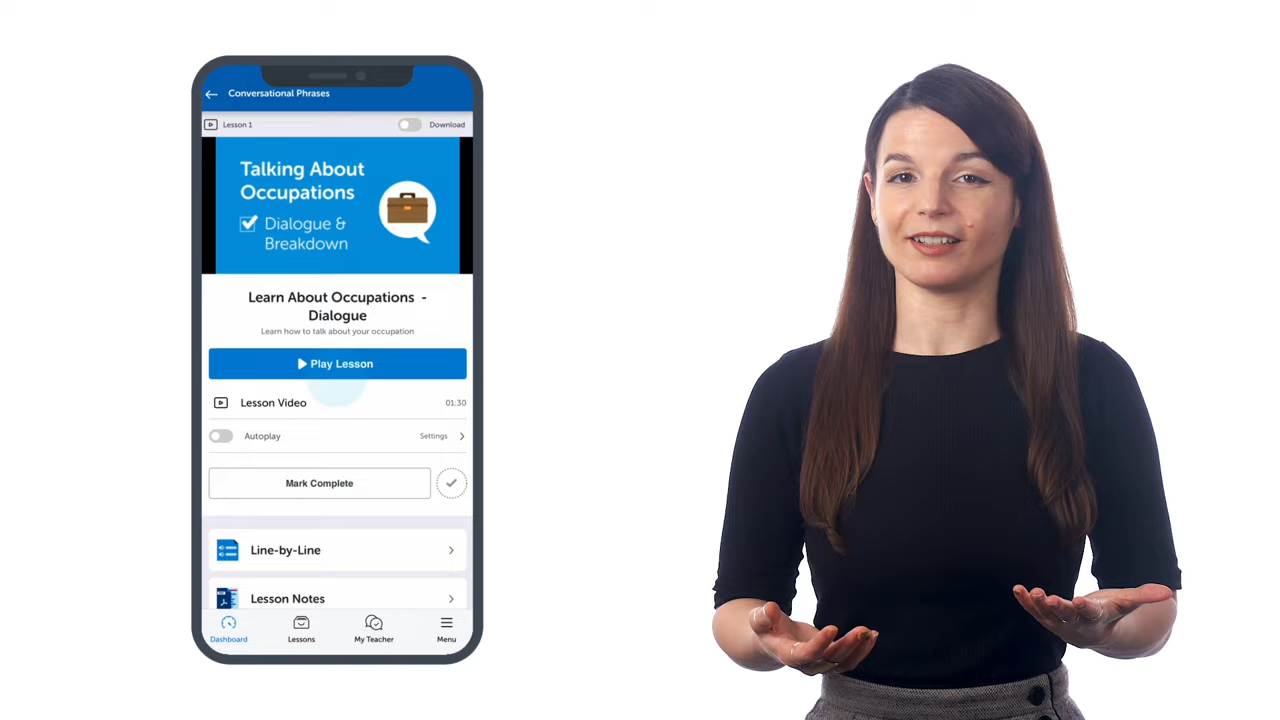 Conversational Phrases
Lesson 1
Download
Talking About
Occupations
Dialogue &
Breakdown
Learn About Occupations -
Dialogue
Learn how to talk about your occupation
Play Lesson
Lesson Video
01:30
Autoplay
Settings
Mark Complete
Line-by-Line
Lesson Notes
Dashboard
Lessons
My Teacher
Menu